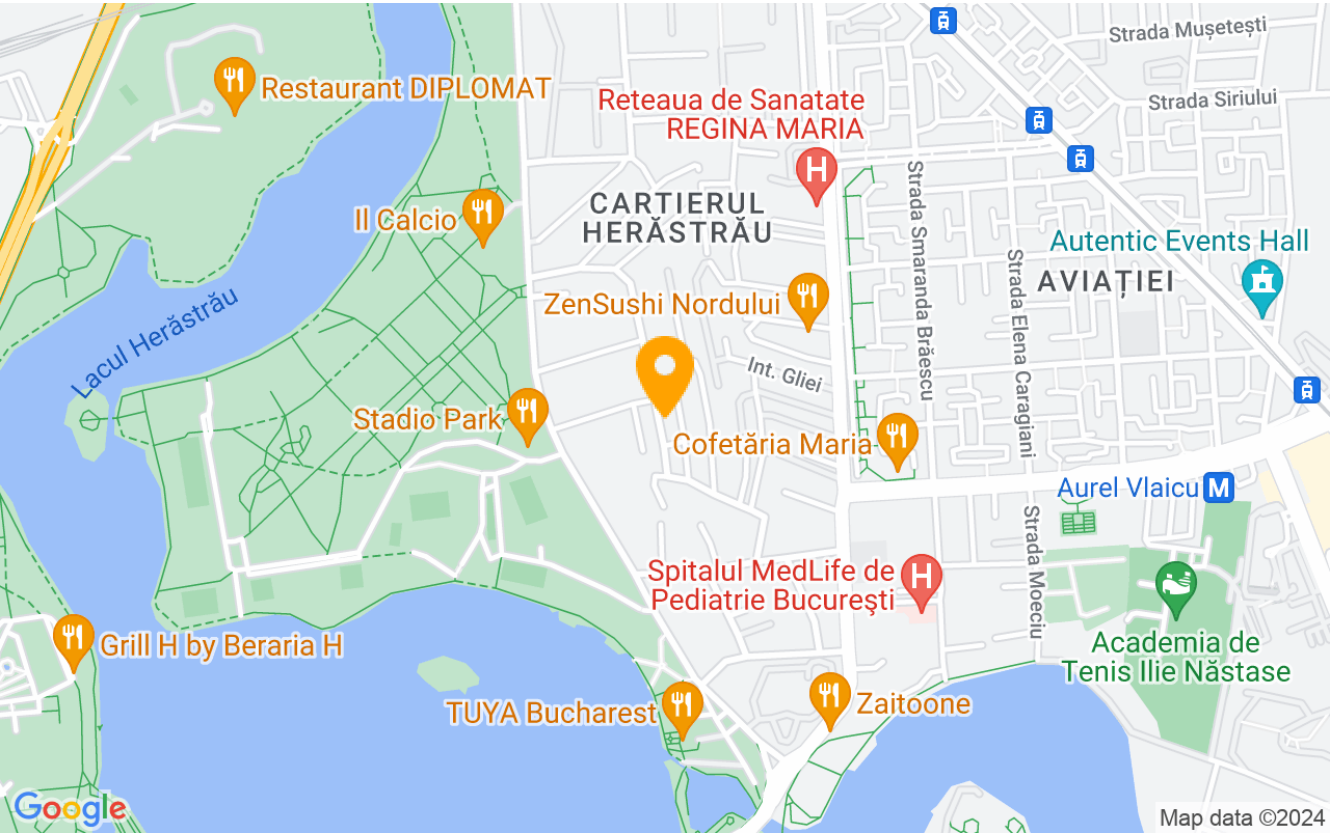 Strada Mușetești
Restaurant DIPLOMAT
Reteaua de Sanatate
REGINA MARIA
H
Strada Siriului
CARTIERUL
HERĂSTRĂU
Il Calcio
Strada Smaranda Brăescu
Autentic Events Hall
AVIAȚIEI
Strada Elena Caragiani
ZenSushi Nordului
Lacul Herăstrău
Int. Gliei
Stadio Park
Cofetăria Maria
Aurel Vlaicu M
Strada Moeciu
Spitalul MedLife de
Pediatrie Bucureşti
H
Grill H by Beraria H
Academia de
Tenis Ilie Năstase
TUYA Bucharest
Zaitoone
Google
Map data ©2024